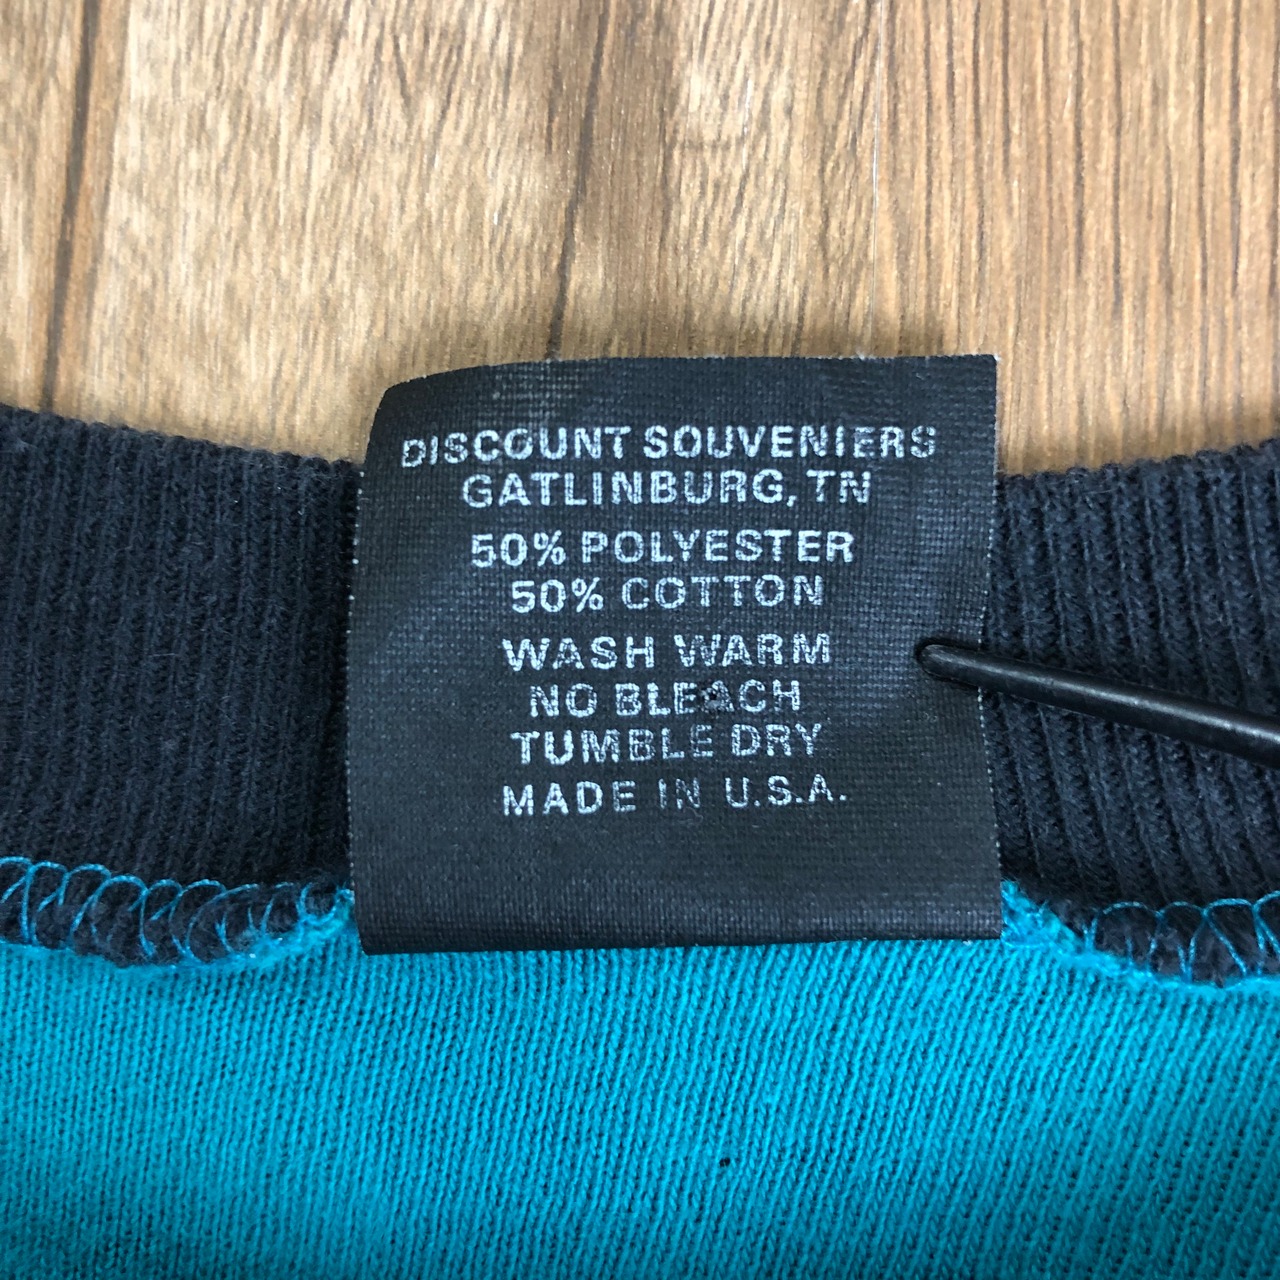 DISCOUNT SOUVENIERS
GATLINBURG, TN
50% POLYESTER
50% COTTON
WASH WARM
NO BLEACH
TUMBLE DRY
MADE IN U.S.A.